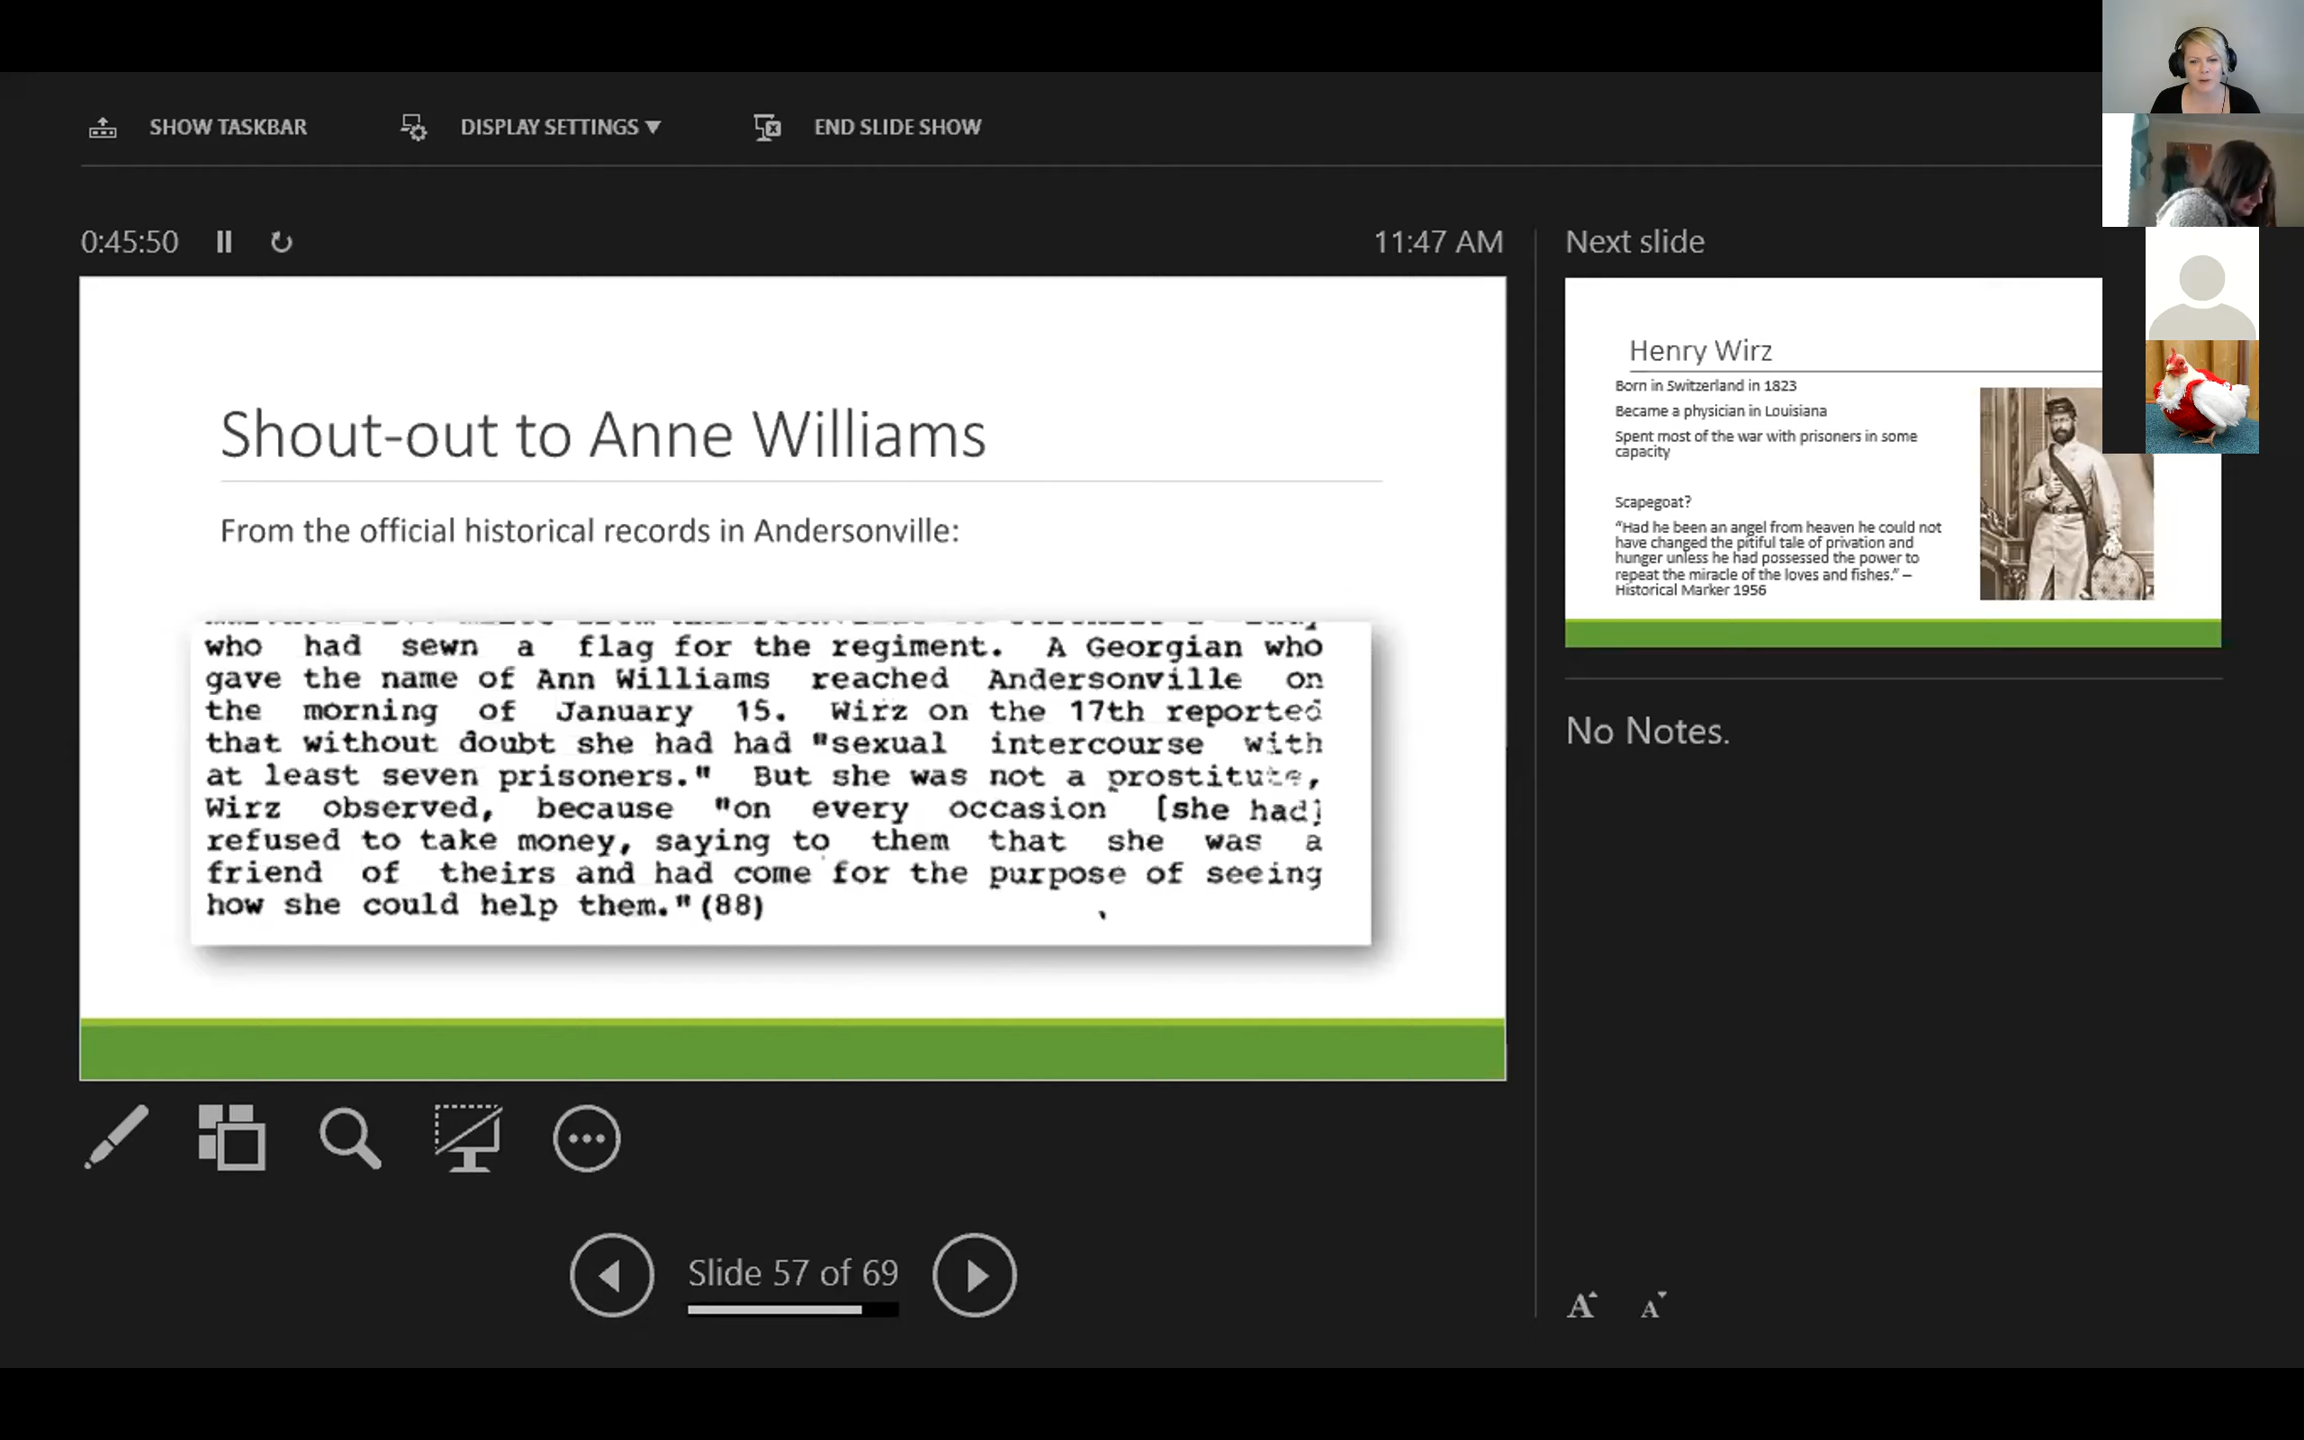 SHOW TASKBAR
DISPLAY SETTINGS ▼
END SLIDE SHOW
0:45:50
11:47 AM
Shout-out to Anne Williams
From the official historical records in Andersonville:
who had sewn a flag for the regiment. A Georgian who
gave the name of Ann Williams reached Andersonville on
the morning of January 15. Wirz on the 17th reported
that without doubt she had had "sexual intercourse with
at least seven prisoners." But she was not a prostitute,
Wirz observed, because "on every occasion [she had]
refused to take money, saying to them that she was a
friend of theirs and had come for the purpose of seeing
how she could help them."(88)
Slide 57 of 69
Next slide
Henry Wirz
Born in Switzerland in 1823
Became a physician in Louisiana
Spent most of the war with prisoners in some
capacity
Scapegoat?
“Had he been an angel from heaven he could not
have changed the pitiful tale of privation and
hunger unless he had possessed the power to
repeat the miracle of the loves and fishes.” –
Historical Marker 1956
No Notes.
A A